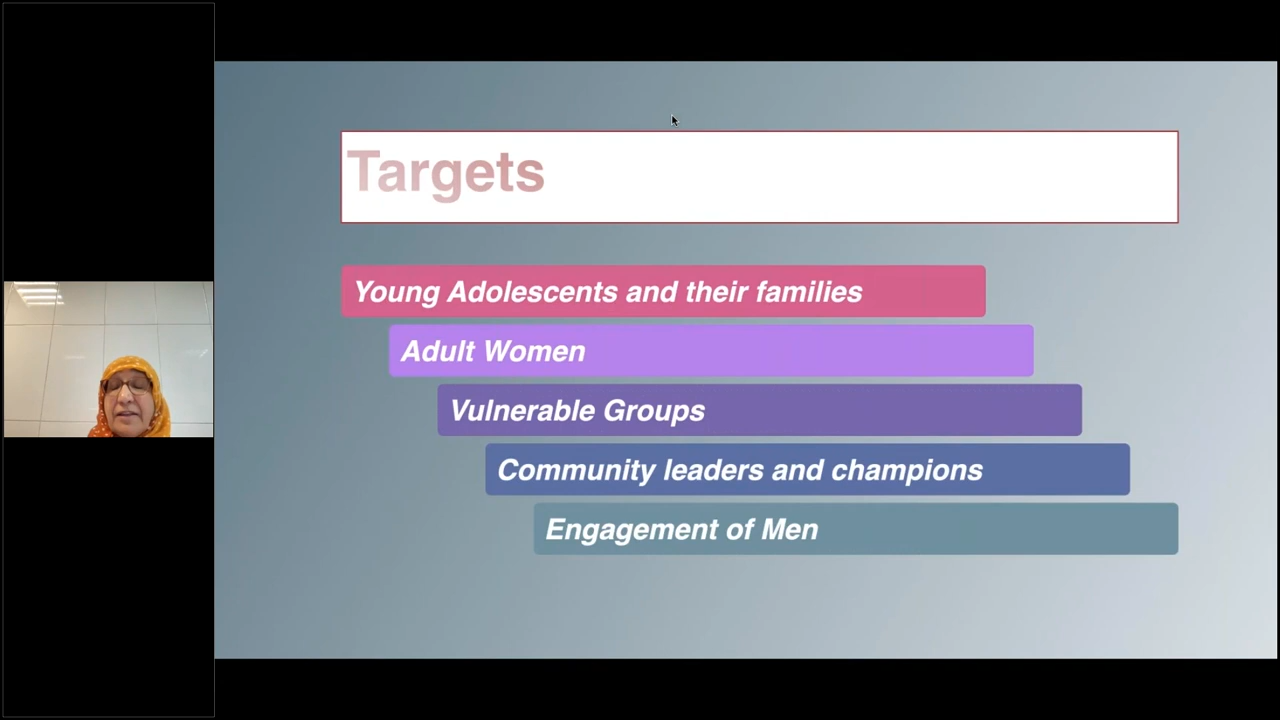 Targets
Young Adolescents and their families
Adult Women
Vulnerable Groups
Community leaders and champions
Engagement of Men